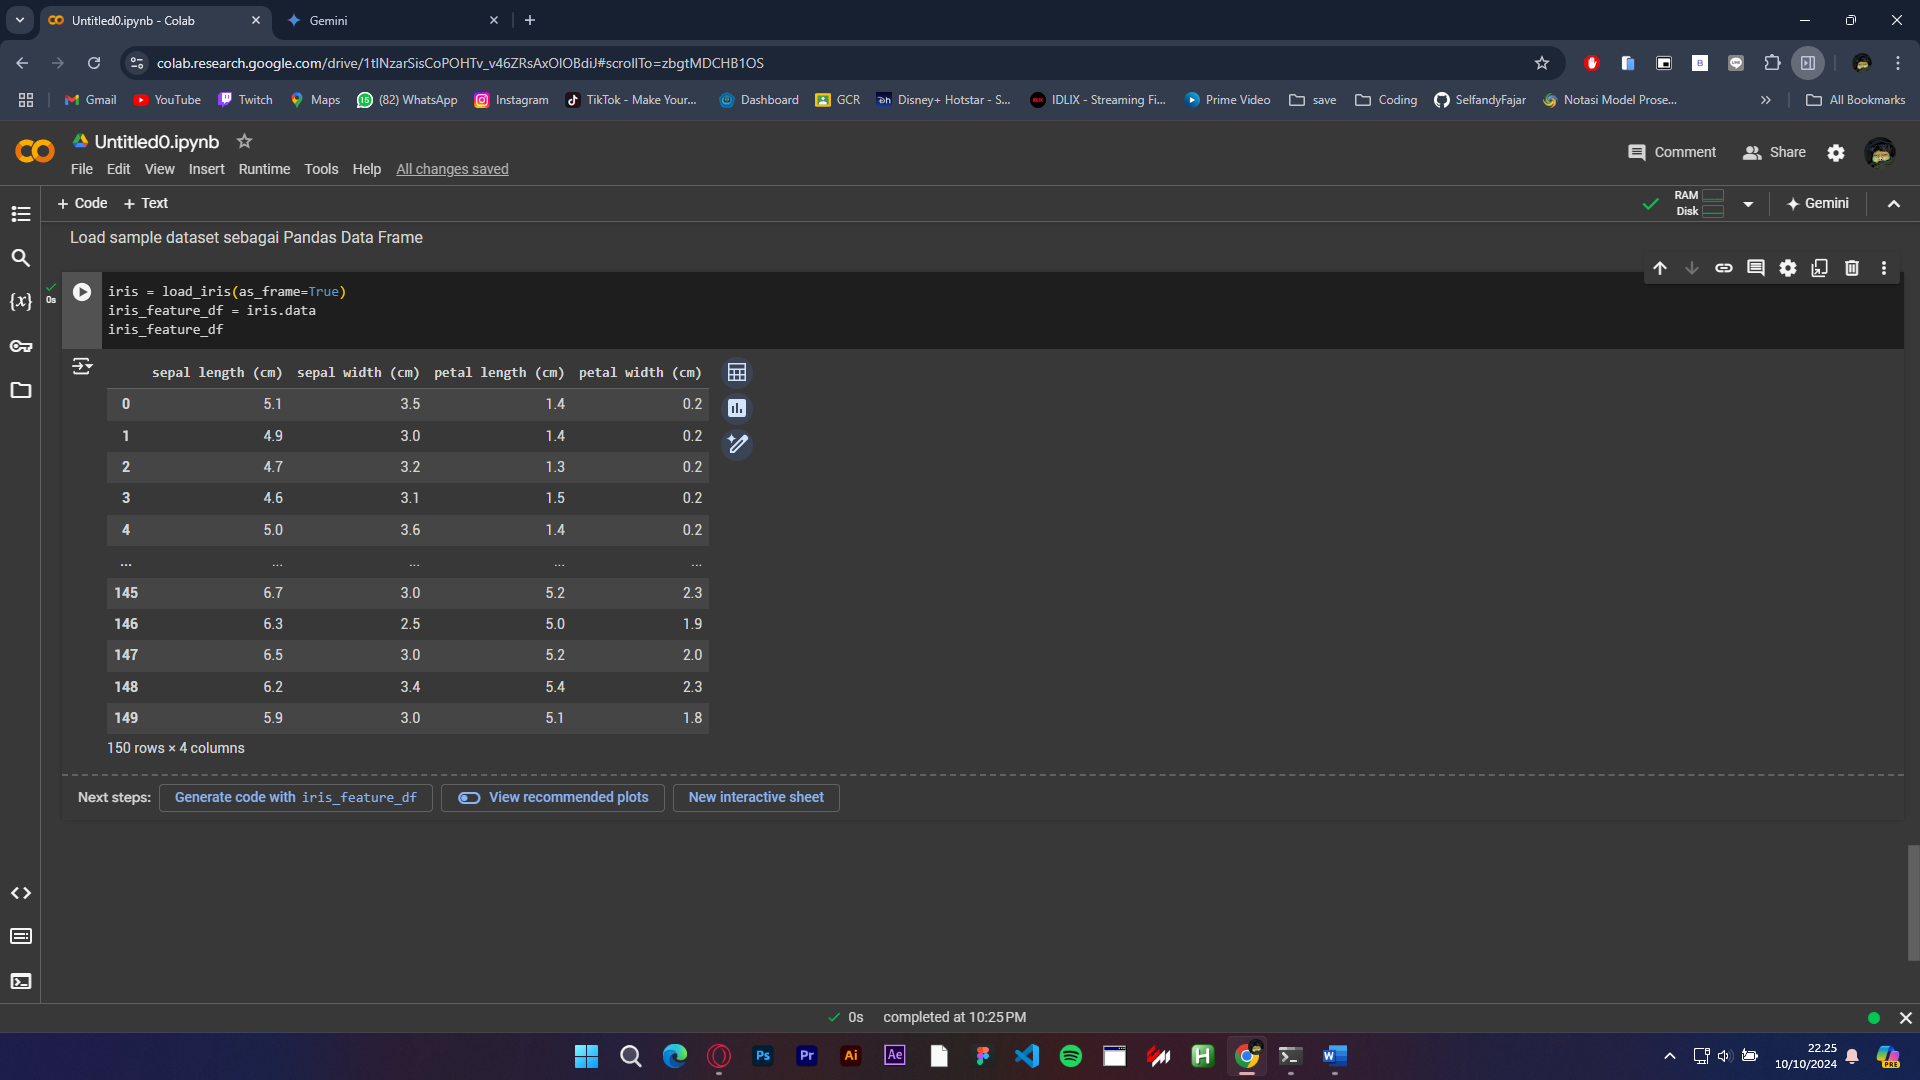 Untitled0.ipynb - Colab
Gemini
colab.research.google.com/drive/1tINzarSisCoPOHTv_v46ZRsAxOIOBdiJ#scrollTo=zbgtMDCHB1OS
Gmail YouTube Twitch Maps (82) WhatsApp Instagram TikTok - Make Your... Dashboard GCR Disney+ Hotstar - S... IDLIX - Streaming Fi... Prime Video save Coding SelfandyFajar Notasi Model Prose... » All Bookmarks
Untitled0.ipynb
File Edit View Insert Runtime Tools Help All changes saved
Comment Share
+ Code + Text
RAM
Disk
Gemini
Load sample dataset sebagai Pandas Data Frame
0s
iris = load_iris(as_frame=True)
iris_feature_df = iris.data
iris_feature_df
sepal length (cm) sepal width (cm) petal length (cm) petal width (cm)
0 5.1 3.5 1.4 0.2
1 4.9 3.0 1.4 0.2
2 4.7 3.2 1.3 0.2
3 4.6 3.1 1.5 0.2
4 5.0 3.6 1.4 0.2
... ... ... ... ...
145 6.7 3.0 5.2 2.3
146 6.3 2.5 5.0 1.9
147 6.5 3.0 5.2 2.0
148 6.2 3.4 5.4 2.3
149 5.9 3.0 5.1 1.8
150 rows × 4 columns
Next steps: Generate code with iris_feature_df View recommended plots New interactive sheet
0s completed at 10:25 PM
Ps Pr Ai Ae
22.25
10/10/2024